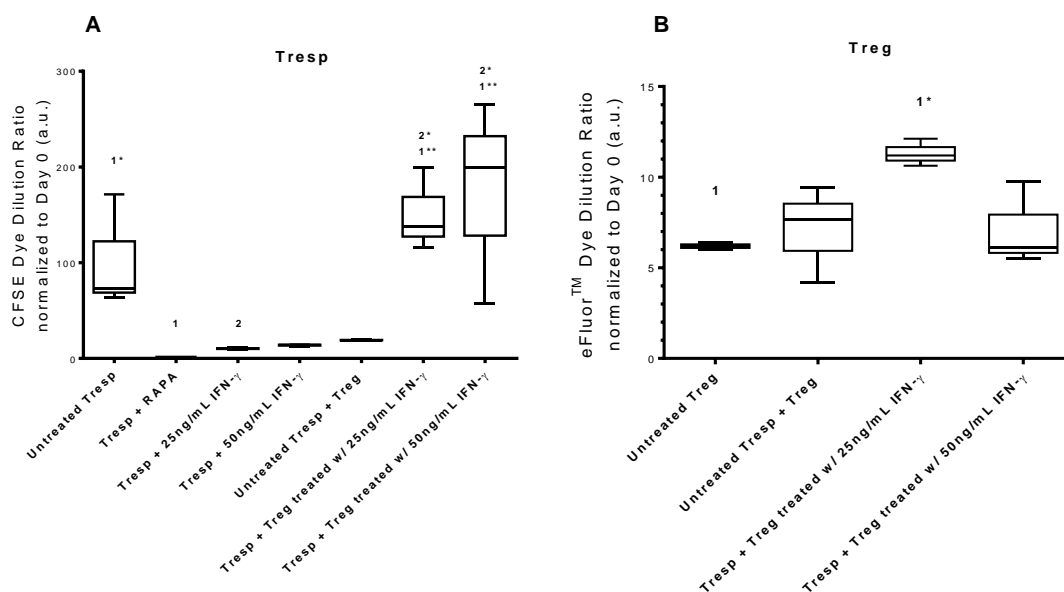 A
Tresp
CFSE Dye Dilution Ratio
normalized to Day 0 (a.u.)
300
200
100
0
1*
1
2
2*
1**
2*
1**
Untreated Tresp
Tresp + RAPA
Tresp + 25ng/mL IFN-γ
Tresp + 50ng/mL IFN-γ
Untreated Tresp + Treg
Tresp + Treg treated w/ 25ng/mL IFN-γ
Tresp + Treg treated w/ 50ng/mL IFN-γ
B
Treg
eFluor™ Dye Dilution Ratio
normalized to Day 0 (a.u.)
15
10
5
0
1
1*
Untreated Treg
Untreated Tresp + Treg
Tresp + Treg treated w/ 25ng/mL IFN-γ
Tresp + Treg treated w/ 50ng/mL IFN-γ